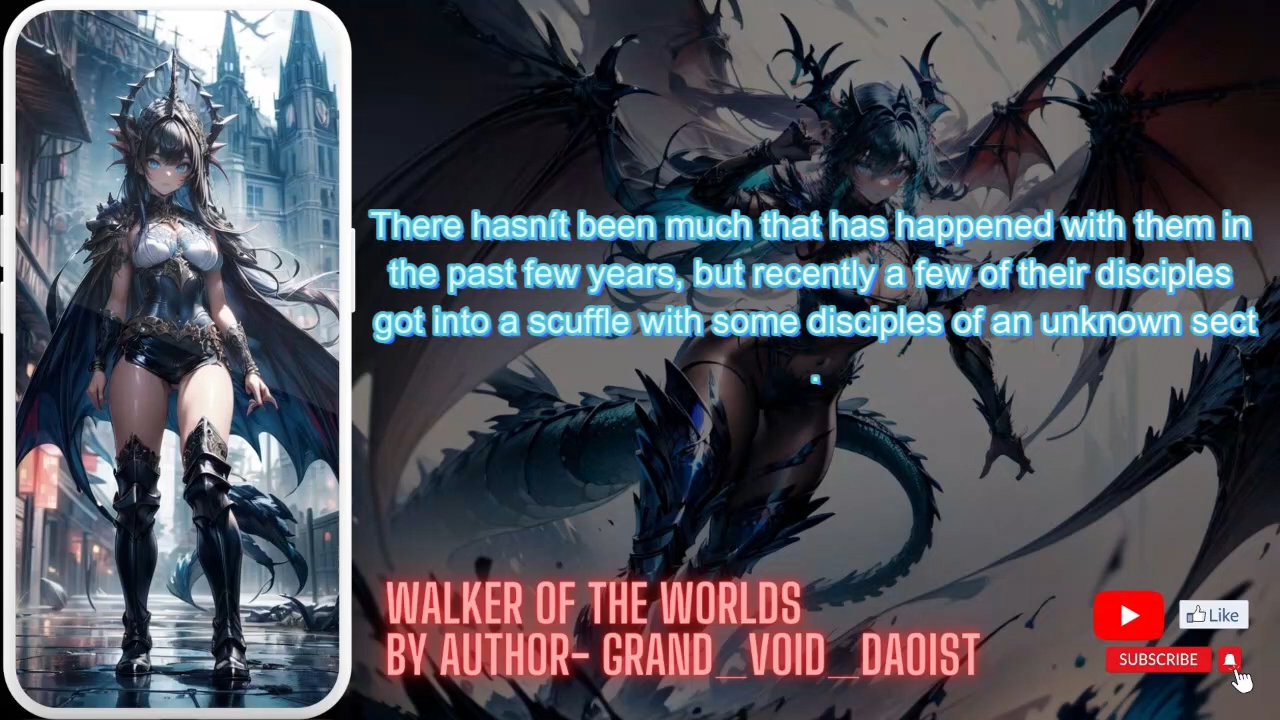 There hasnít been much that has happened with them in
the past few years, but recently a few of their disciples
got into a scuffle with some disciples of an unknown sect
.
WALKER OF THE WORLDS
BY AUTHOR- GRAND_VOID_DAOIST
Like
SUBSCRIBE